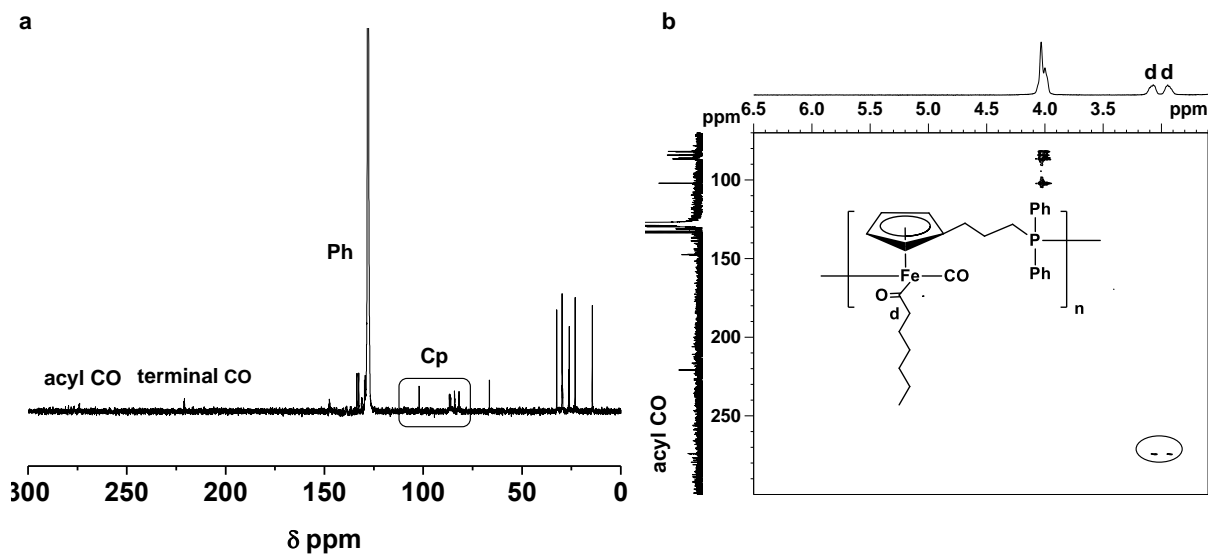 a
Ph
Cp
acyl CO
terminal CO
300 250 200 150 100 50 0
δ ppm
b
d d
6.5 6.0 5.5 5.0 4.5 4.0 3.5 ppm
ppm
100
150
200
250
acyl CO
Ph
P
Ph
Fe
CO
O
d
n